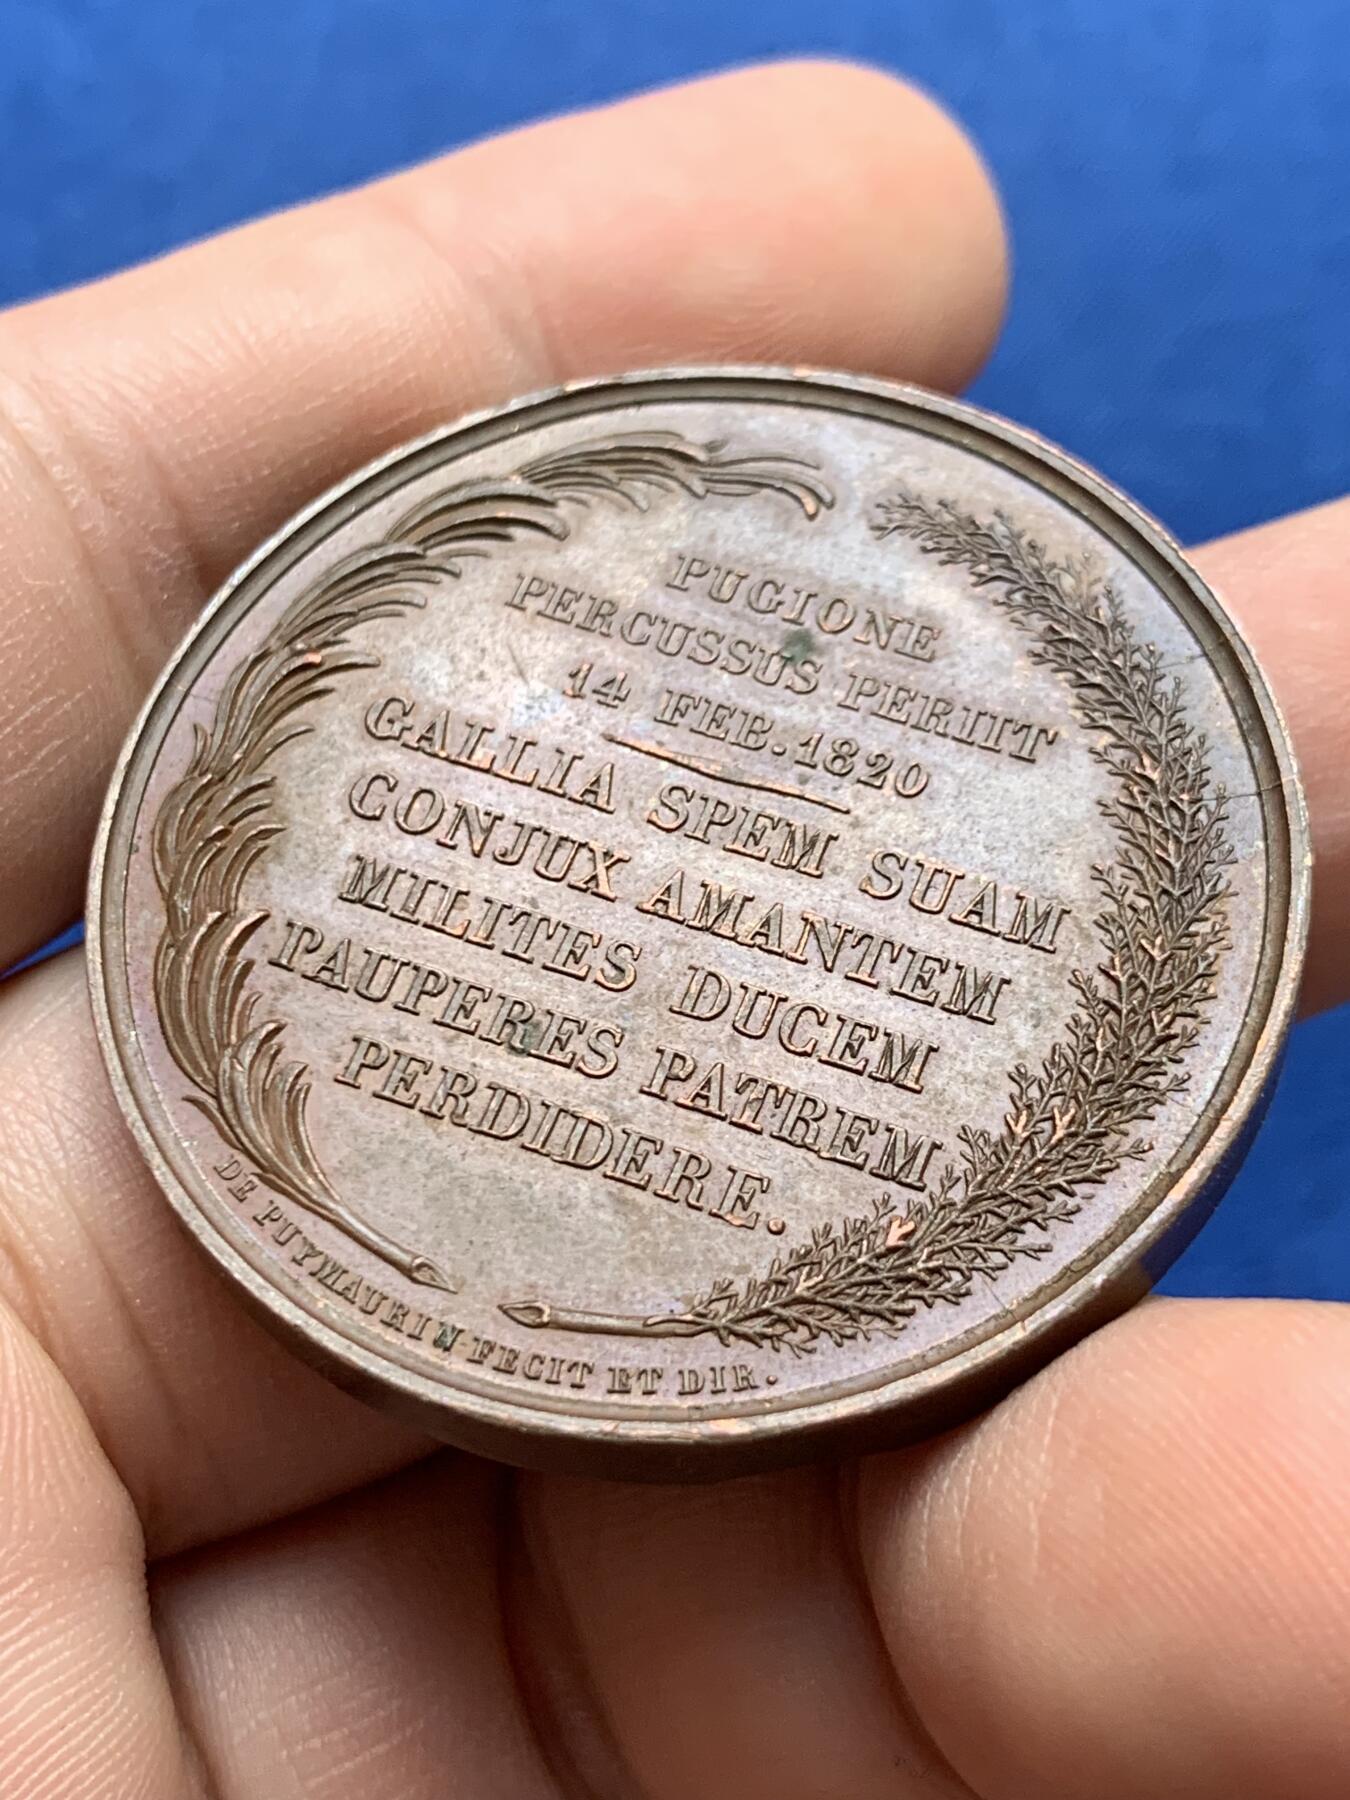 PUGIONE
PERCUSSUS PERIIT
14 FEB. 1820
GALLIA SPEM SUAM
CONJUX AMANTEM
MILITES DUCEM
PAUPERES PATREM
PERDIDERE.
DE PUYMAURIN FECIT ET DIR.